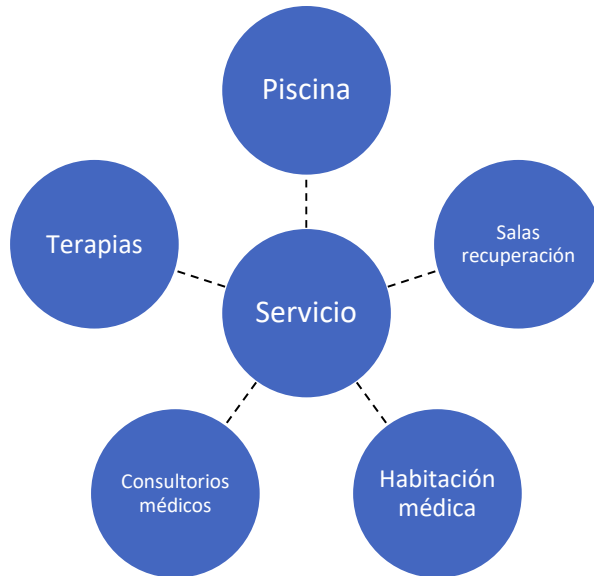 Piscina
Terapias
Salas
recuperación
Servicio
Consultorios
médicos
Habitación
médica